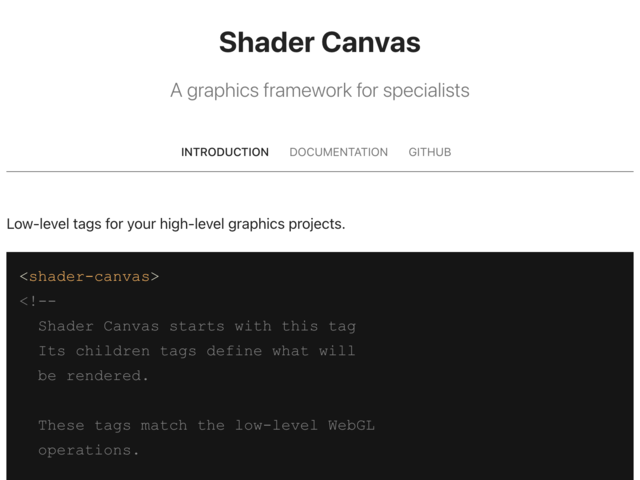 Shader Canvas
A graphics framework for specialists
INTRODUCTION DOCUMENTATION GITHUB
Low-level tags for your high-level graphics projects.
<shader-canvas>
<!--
Shader Canvas starts with this tag
Its children tags define what will
be rendered.
These tags match the low-level WebGL
operations.